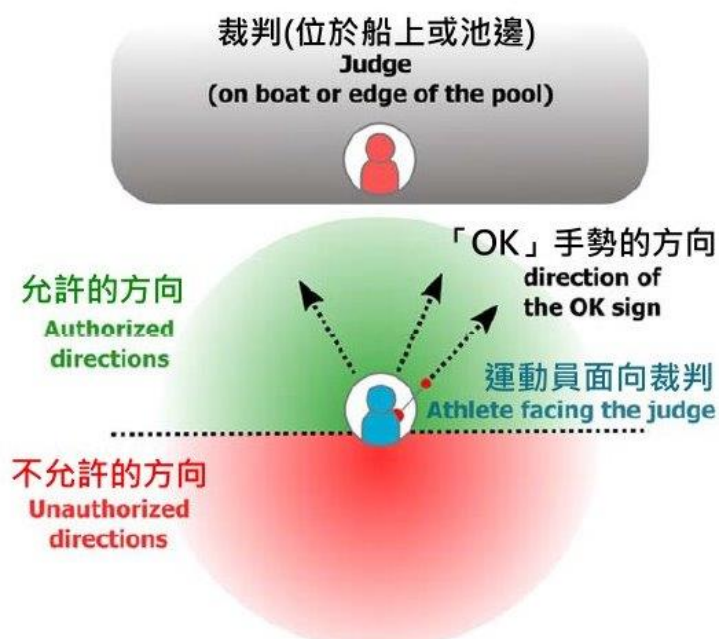 裁判(位於船上或池邊)
Judge
(on boat or edge of the pool)
「OK」手勢的方向
direction of
the OK sign
允許的方向
Authorized
directions
運動員面向裁判
Athlete facing the judge
不允許的方向
Unauthorized
directions